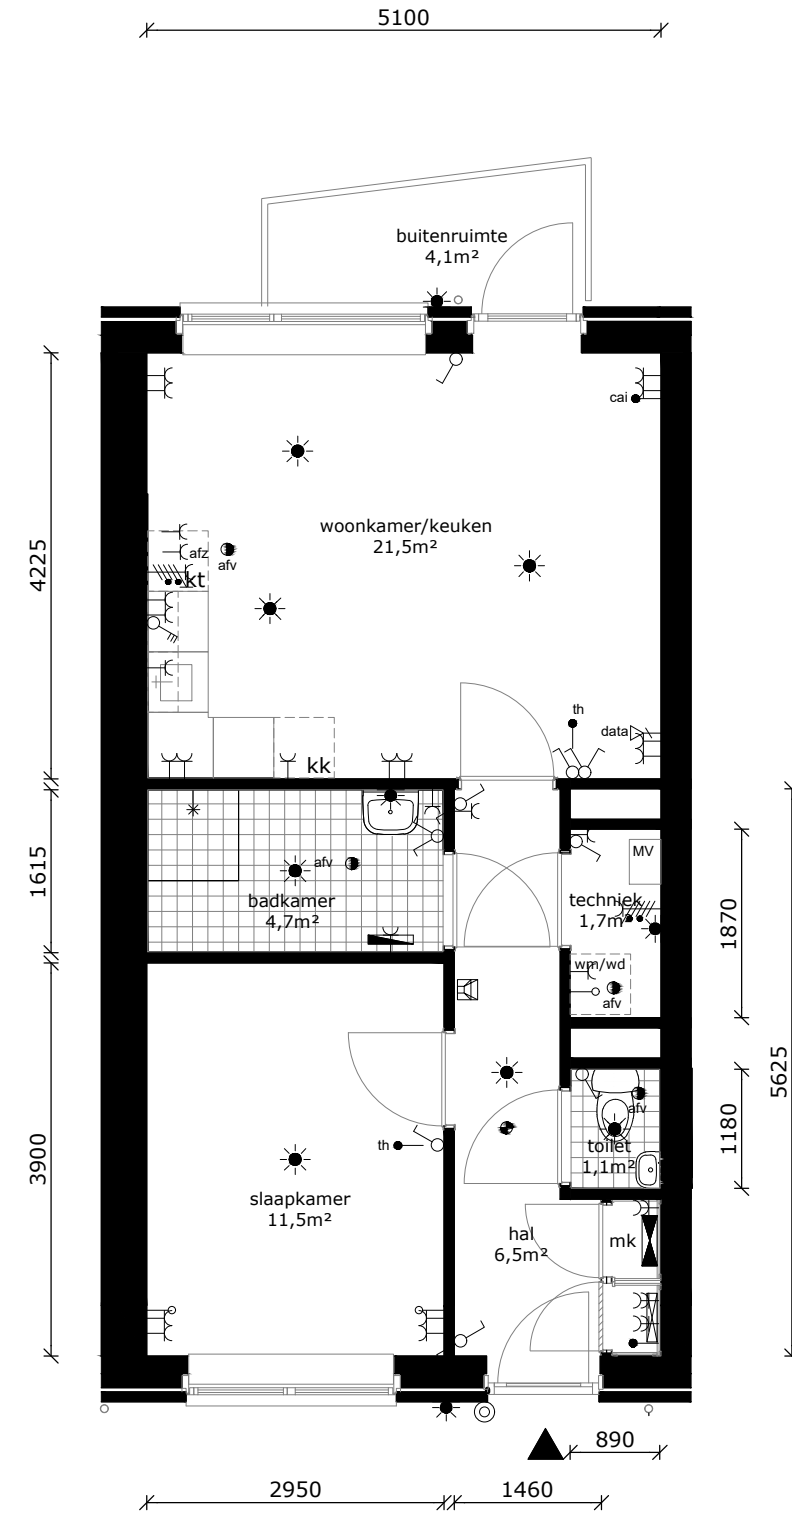 5100
buitenruimte
4,1m²
cai
4225
woonkamer/keuken
21,5m²
afz
afv
kt
th
data
kk
1615
afv
badkamer
4,7m²
MV
techniek
1,7m²
1870
wm/wd
afv
5625
afv
1180
toilet
1,1m²
3900
th
slaapkamer
11,5m²
hal
6,5m²
mk
890
2950
1460